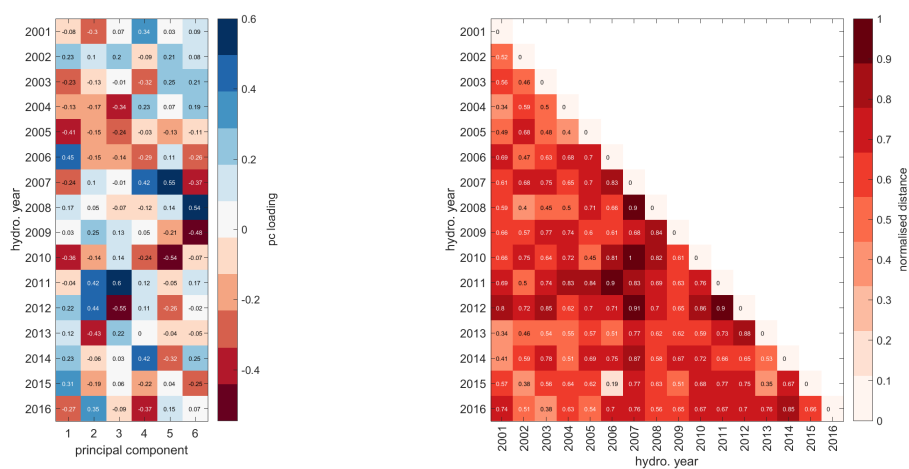 2001 -0.08 -0.3 0.07 0.34 0.03 0.09
2002 0.23 0.1 0.2 -0.09 0.21 0.08
2003 -0.23 -0.13 -0.01 -0.32 0.25 0.21
2004 -0.13 -0.17 -0.34 0.23 0.07 0.19
2005 -0.41 -0.15 -0.24 -0.03 -0.13 -0.11
2006 0.45 -0.15 -0.14 -0.29 0.11 -0.26
2007 -0.24 0.1 -0.01 0.42 0.55 -0.37
2008 0.17 0.05 -0.07 -0.12 0.14 0.54
2009 0.03 0.25 0.13 0.05 -0.21 -0.48
2010 -0.36 -0.14 0.14 -0.24 -0.54 -0.07
2011 -0.04 0.42 0.6 0.12 -0.05 0.17
2012 0.22 0.44 -0.55 0.11 -0.26 -0.02
2013 0.12 -0.43 0.22 0 -0.04 -0.05
2014 0.23 -0.06 0.03 0.42 -0.32 0.25
2015 0.31 -0.19 0.06 -0.22 0.04 -0.25
2016 -0.27 0.35 -0.09 -0.37 0.15 0.07
1 2 3 4 5 6
principal component
hydro. year
0.6
0.4
0.2
0
-0.2
-0.4
pc loading
2001 0
2002 0.52 0
2003 0.56 0.46 0
2004 0.34 0.59 0.5 0
2005 0.49 0.68 0.48 0.4 0
2006 0.69 0.47 0.63 0.68 0.7 0
2007 0.61 0.68 0.75 0.65 0.7 0.83 0
2008 0.59 0.4 0.45 0.5 0.71 0.66 0.9 0
2009 0.66 0.57 0.77 0.74 0.6 0.61 0.68 0.84 0
2010 0.66 0.75 0.64 0.72 0.45 0.81 1 0.82 0.61 0
2011 0.69 0.5 0.74 0.83 0.84 0.9 0.83 0.69 0.63 0.76 0
2012 0.8 0.72 0.85 0.62 0.67 0.7 0.91 0.7 0.66 0.86 0.9 0
2013 0.34 0.46 0.54 0.55 0.57 0.51 0.77 0.62 0.62 0.59 0.73 0.88 0
2014 0.41 0.59 0.78 0.51 0.69 0.75 0.87 0.58 0.67 0.72 0.66 0.65 0.53 0
2015 0.57 0.38 0.56 0.64 0.62 0.19 0.77 0.63 0.51 0.68 0.77 0.75 0.35 0.67 0
2016 0.74 0.51 0.38 0.63 0.54 0.7 0.76 0.56 0.65 0.67 0.67 0.7 0.76 0.85 0.66 0
2001 2002 2003 2004 2005 2006 2007 2008 2009 2010 2011 2012 2013 2014 2015 2016
hydro. year
hydro. year
1
0.9
0.8
0.7
0.6
0.5
0.4
0.3
0.2
0.1
0
normalised distance